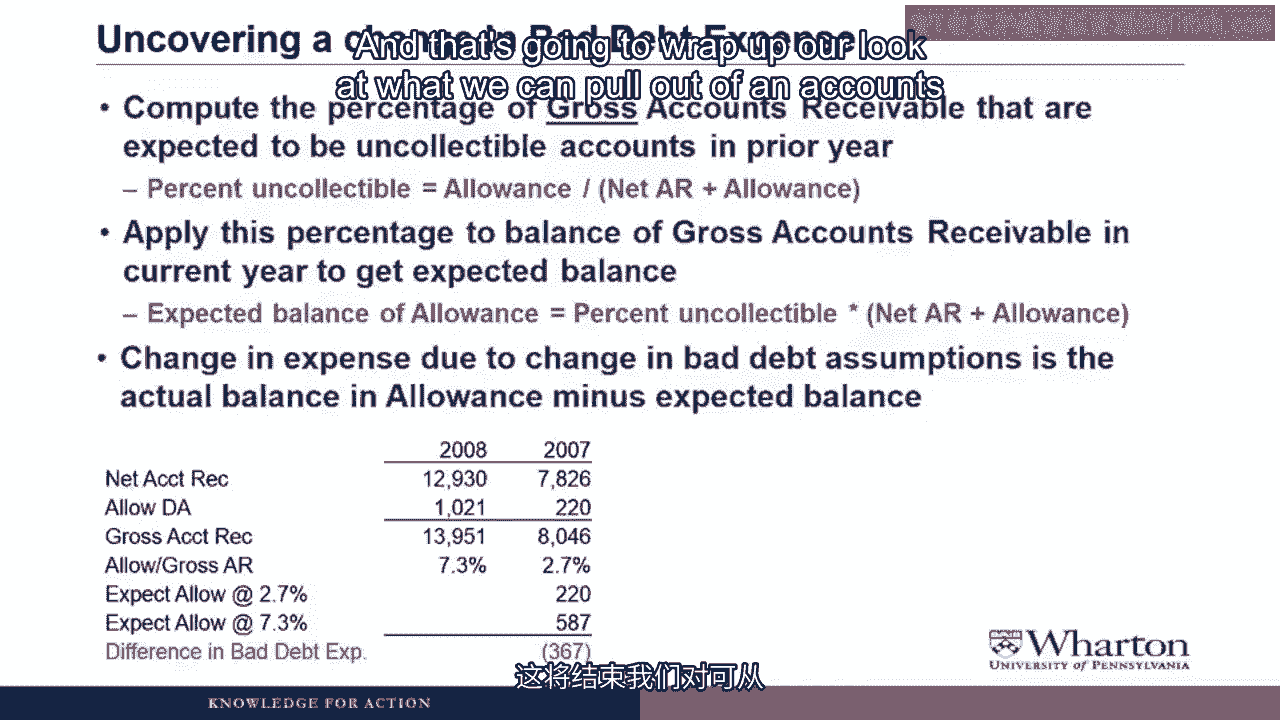 Uncovering a change in Bad Debt Expense
And that's going to wrap up our look
at what we can pull out of an accounts
• Compute the percentage of Gross Accounts Receivable that are
expected to be uncollectible accounts in prior year
– Percent uncollectible = Allowance / (Net AR + Allowance)
• Apply this percentage to balance of Gross Accounts Receivable in
current year to get expected balance
– Expected balance of Allowance = Percent uncollectible * (Net AR + Allowance)
• Change in expense due to change in bad debt assumptions is the
actual balance in Allowance minus expected balance
2008 2007
Net Acct Rec 12,930 7,826
Allow DA 1,021 220
Gross Acct Rec 13,951 8,046
Allow/Gross AR 7.3% 2.7%
Expect Allow @ 2.7% 220
Expect Allow @ 7.3% 587
Difference in Bad Debt Exp. (367)
Wharton
UNIVERSITY of PENNSYLVANIA
这将结束我们对可从
KNOWLEDGE FOR ACTION